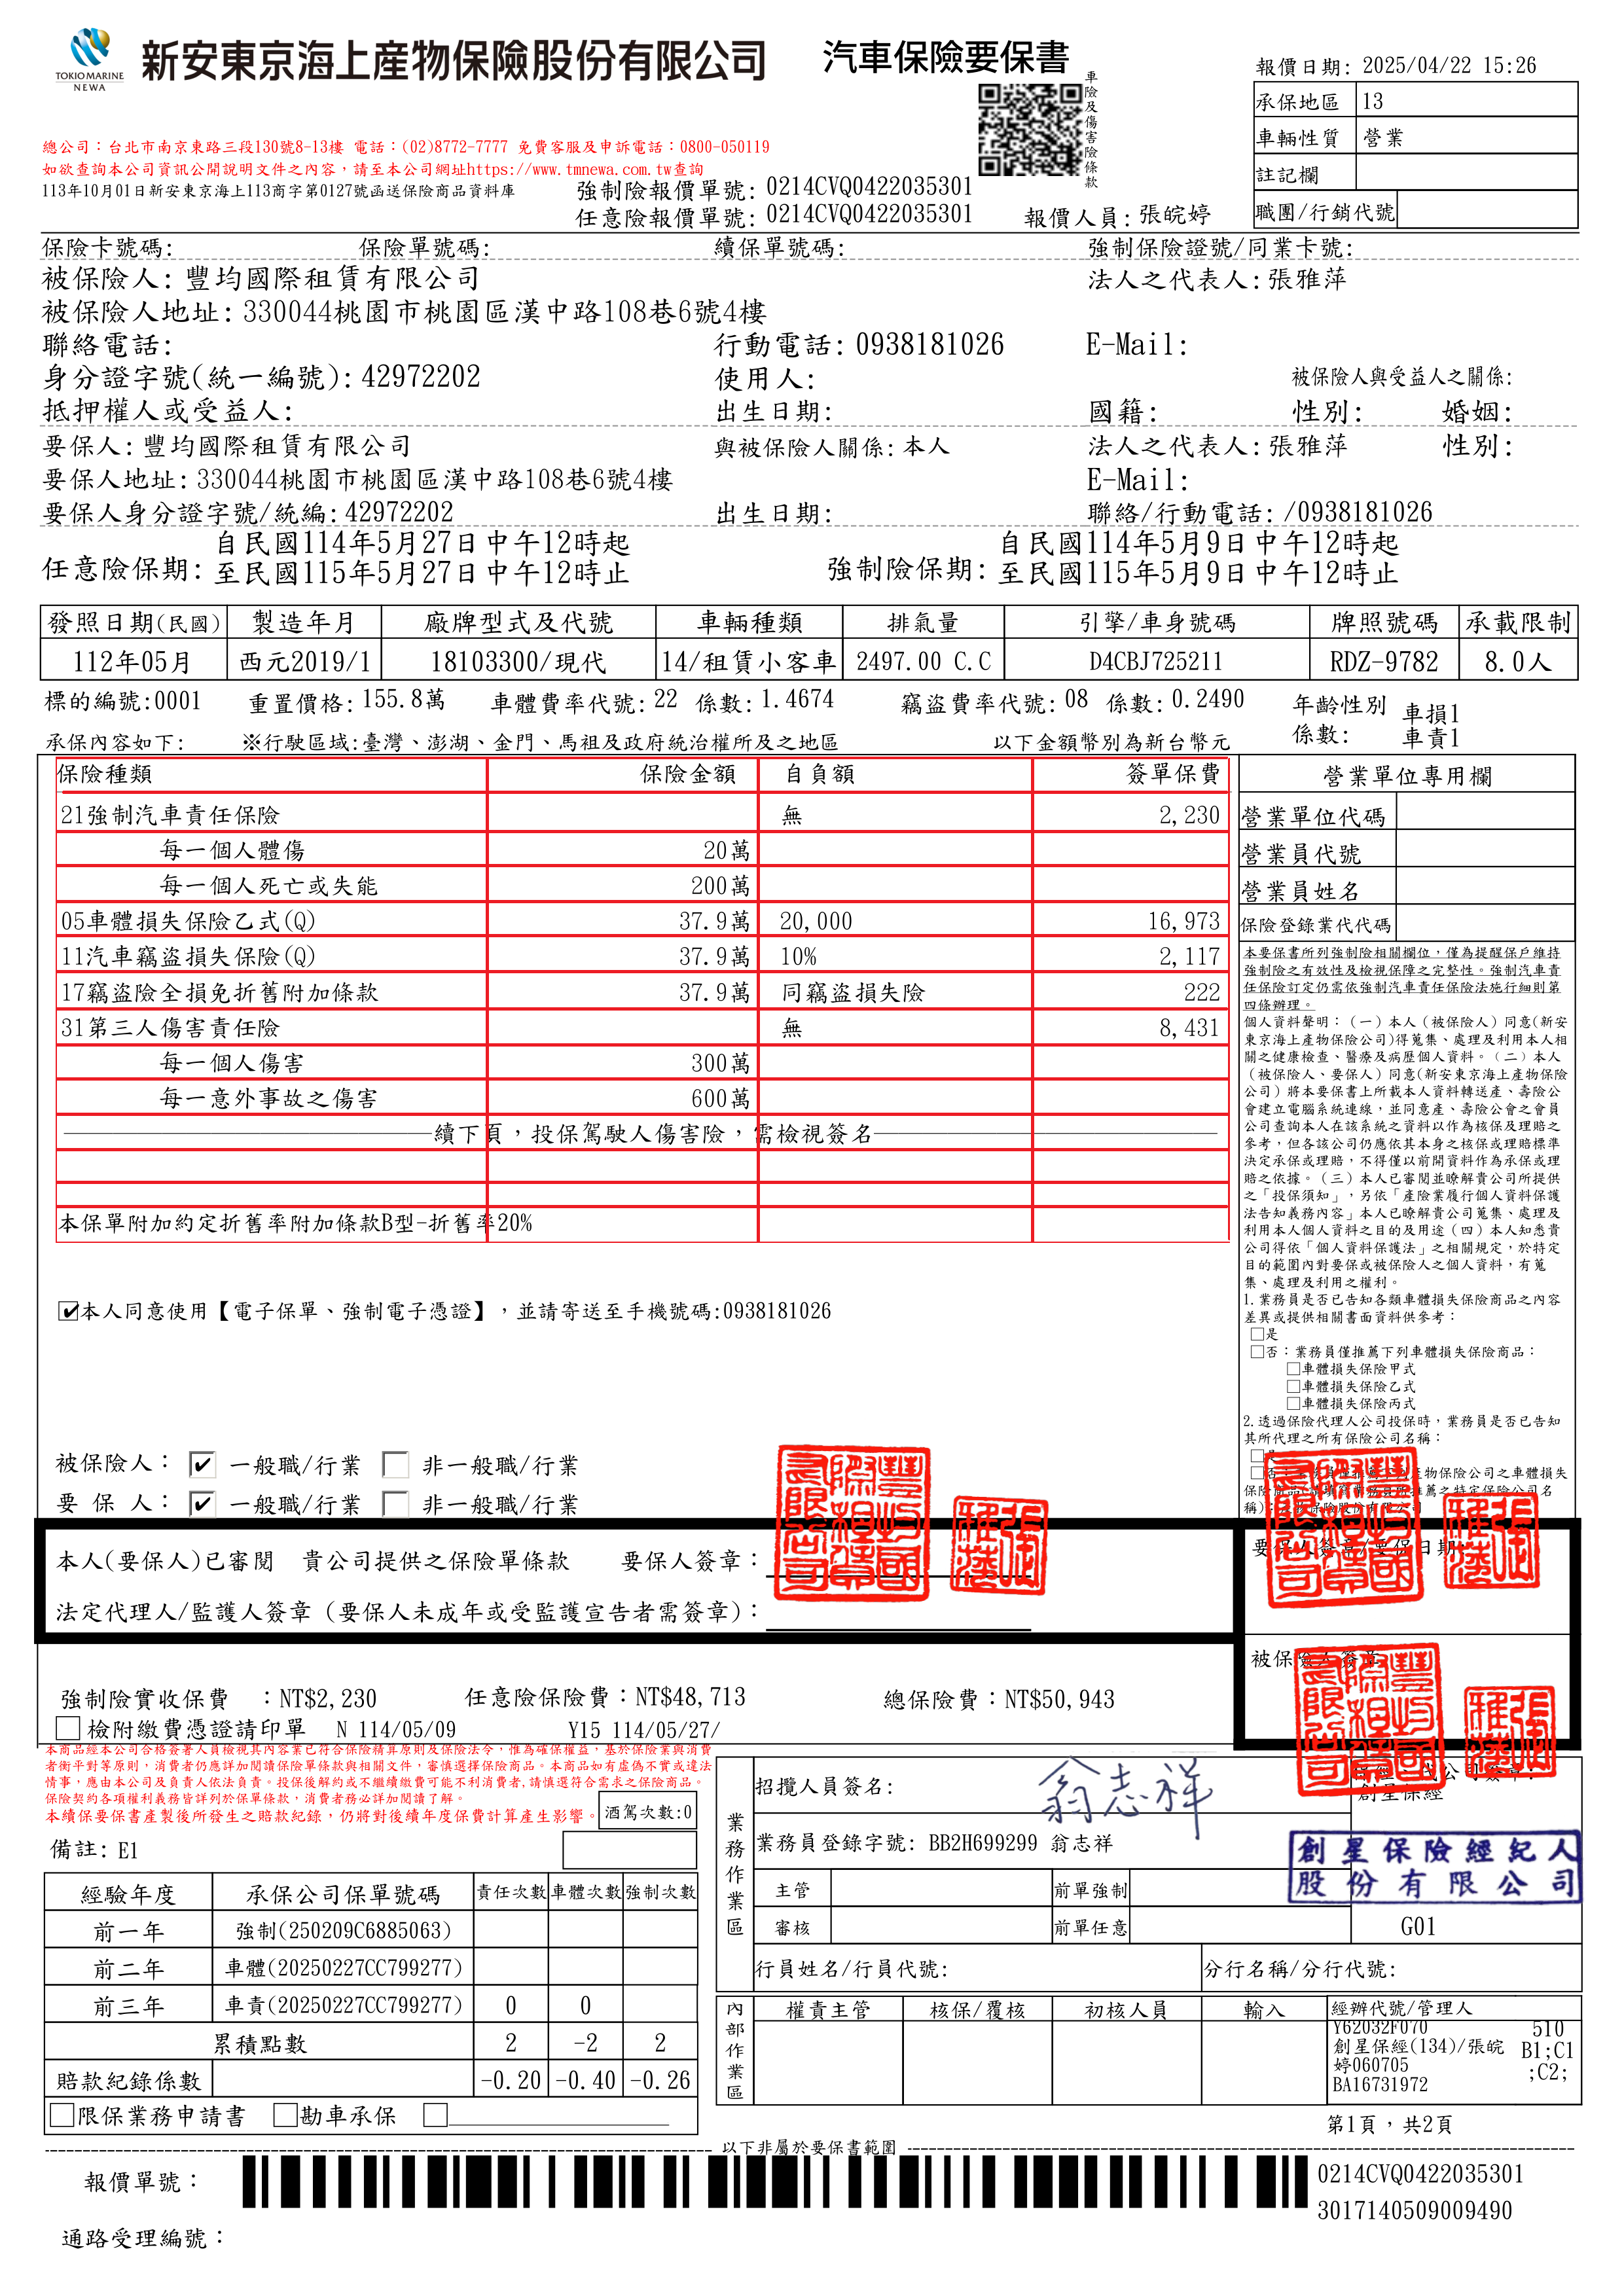 TOKIO MARINE
NEWA
新安東京海上產物保險股份有限公司
汽車保險要保書
車險及傷害險條款
報價日期: 2025/04/22 15:26
承保地區 13
車輛性質 營業
註記欄
職團/行銷代號
總公司：台北市南京東路三段130號8-13樓 電話：(02)8772-7777 免費客服及申訴電話：0800-050119
如欲查詢本公司資訊公開說明文件之內容，請至本公司網址https://www.tmnewa.com.tw查詢
113年10月01日新安東京海上113商字第0127號函送保險商品資料庫
強制險報價單號: 0214CVQ0422035301
任意險報價單號: 0214CVQ0422035301 報價人員: 張皖婷
保險卡號碼: 保險單號碼: 續保單號碼: 強制保險證號/同業卡號:
被保險人: 豐均國際租賃有限公司 法人之代表人: 張雅萍
被保險人地址: 330044桃園市桃園區漢中路108巷6號4樓
聯絡電話: 行動電話: 0938181026 E-Mail:
身分證字號(統一編號): 42972202 使用人: 被保險人與受益人之關係:
抵押權人或受益人: 出生日期: 國籍: 性別: 婚姻:
要保人: 豐均國際租賃有限公司 與被保險人關係: 本人 法人之代表人: 張雅萍 性別:
要保人地址: 330044桃園市桃園區漢中路108巷6號4樓 E-Mail:
要保人身分證字號/統編: 42972202 出生日期: 聯絡/行動電話: /0938181026
任意險保期: 自民國114年5月27日中午12時起
至民國115年5月27日中午12時止
強制險保期: 自民國114年5月9日中午12時起
至民國115年5月9日中午12時止
發照日期(民國) 製造年月 廠牌型式及代號 車輛種類 排氣量 引擎/車身號碼 牌照號碼 承載限制
112年05月 西元2019/1 18103300/現代 14/租賃小客車 2497.00 C.C D4CBJ725211 RDZ-9782 8.0人
標的編號:0001 重置價格: 155.8萬 車體費率代號: 22 係數: 1.4674 竊盜費率代號: 08 係數: 0.2490 年齡性別係數: 車損1 車責1
承保內容如下: ※行駛區域:臺灣、澎湖、金門、馬祖及政府統治權所及之地區 以下金額幣別為新台幣元
保險種類 保險金額 自負額 簽單保費
21強制汽車責任保險 無 2,230
每一個人體傷 20萬
每一個人死亡或失能 200萬
05車體損失保險乙式(Q) 37.9萬 20,000 16,973
11汽車竊盜損失保險(Q) 37.9萬 10% 2,117
17竊盜險全損免折舊附加條款 37.9萬 同竊盜損失險 222
31第三人傷害責任險 無 8,431
每一個人傷害 300萬
每一意外事故之傷害 600萬
續下頁，投保駕駛人傷害險，需檢視簽名
本保單附加約定折舊率附加條款B型-折舊率20%
✔本人同意使用【電子保單、強制電子憑證】，並請寄送至手機號碼:0938181026
被保險人： ✔ 一般職/行業 □ 非一般職/行業
要 保 人： ✔ 一般職/行業 □ 非一般職/行業
營業單位專用欄
營業單位代碼
營業員代號
營業員姓名
保險登錄業代代碼
本要保書所列強制險相關欄位，僅為提醒保戶維持
強制險之有效性及檢視保障之完整性。強制汽車責
任保險訂定仍需依強制汽車責任保險法施行細則第
四條辦理。
個人資料聲明：（一）本人（被保險人）同意(新安
東京海上產物保險公司)得蒐集、處理及利用本人相
關之健康檢查、醫療及病歷個人資料。（二）本人
（被保險人、要保人）同意(新安東京海上產物保險
公司）將本要保書上所載本人資料轉送產、壽險公
會建立電腦系統連線，並同意產、壽險公會之會員
公司查詢本人在該系統之資料以作為核保及理賠之
參考，但各該公司仍應依其本身之核保或理賠標準
決定承保或理賠，不得僅以前開資料作為承保或理
賠之依據。（三）本人已審閱並瞭解貴公司所提供
之「投保須知」，另依「產險業履行個人資料保護
法告知義務內容」本人已瞭解貴公司蒐集、處理及
利用本人個人資料之目的及用途（四）本人知悉貴
公司得依「個人資料保護法」之相關規定，於特定
目的範圍內對要保或被保險人之個人資料，有蒐
集、處理及利用之權利。
1.業務員是否已告知各類車體損失保險商品之內容
差異或提供相關書面資料供參考：
□是
□否：業務員僅推薦下列車體損失保險商品：
□車體損失保險甲式
□車體損失保險乙式
□車體損失保險丙式
2.透過保險代理人公司投保時，業務員是否已告知
其所代理之所有保險公司名稱：
□是
本人(要保人)已審閱 貴公司提供之保險單條款 要保人簽章：
法定代理人/監護人簽章（要保人未成年或受監護宣告者需簽章）：
要保人簽章/要保日期:
被保險人簽章
強制險實收保費 ：NT$2,230 任意險保險費：NT$48,713 總保險費：NT$50,943
□ 檢附繳費憑證請印單 N 114/05/09 Y15 114/05/27/
本商品經本公司合格簽署人員檢視其內容業已符合保險精算原則及保險法令，惟為確保權益，基於保險業與消費
者衡平對等原則，消費者仍應詳加閱讀保險單條款與相關文件，審慎選擇保險商品。本商品如有虛偽不實或違法
情事，應由本公司及負責人依法負責。投保後解約或不繼續繳費可能不利消費者,請慎選符合需求之保險商品。
保險契約各項權利義務皆詳列於保單條款，消費者務必詳加閱讀了解。
本續保要保書產製後所發生之賠款紀錄，仍將對後續年度保費計算產生影響。
酒駕次數:0
備註: E1
經驗年度 承保公司保單號碼 責任次數 車體次數 強制次數
前一年 強制(250209C6885063)
前二年 車體(20250227CC799277)
前三年 車責(20250227CC799277) 0 0
累積點數 2 -2 2
賠款紀錄係數 -0.20 -0.40 -0.26
□限保業務申請書 □勘車承保 □
業務作業區
招攬人員簽名: 翁志祥
業務員登錄字號: BB2H699299 翁志祥
創星保經
創星保險經紀人
股份有限公司
主管 前單強制
審核 前單任意 G01
行員姓名/行員代號: 分行名稱/分行代號:
內部作業區
權責主管 核保/覆核 初核人員 輸入 經辦代號/管理人
Y62032F070 510
創星保經(134)/張皖 B1;C1
婷060705 ;C2;
BA16731972
第1頁，共2頁
以下非屬於要保書範圍
報價單號： 0214CVQ0422035301
3017140509009490
通路受理編號：